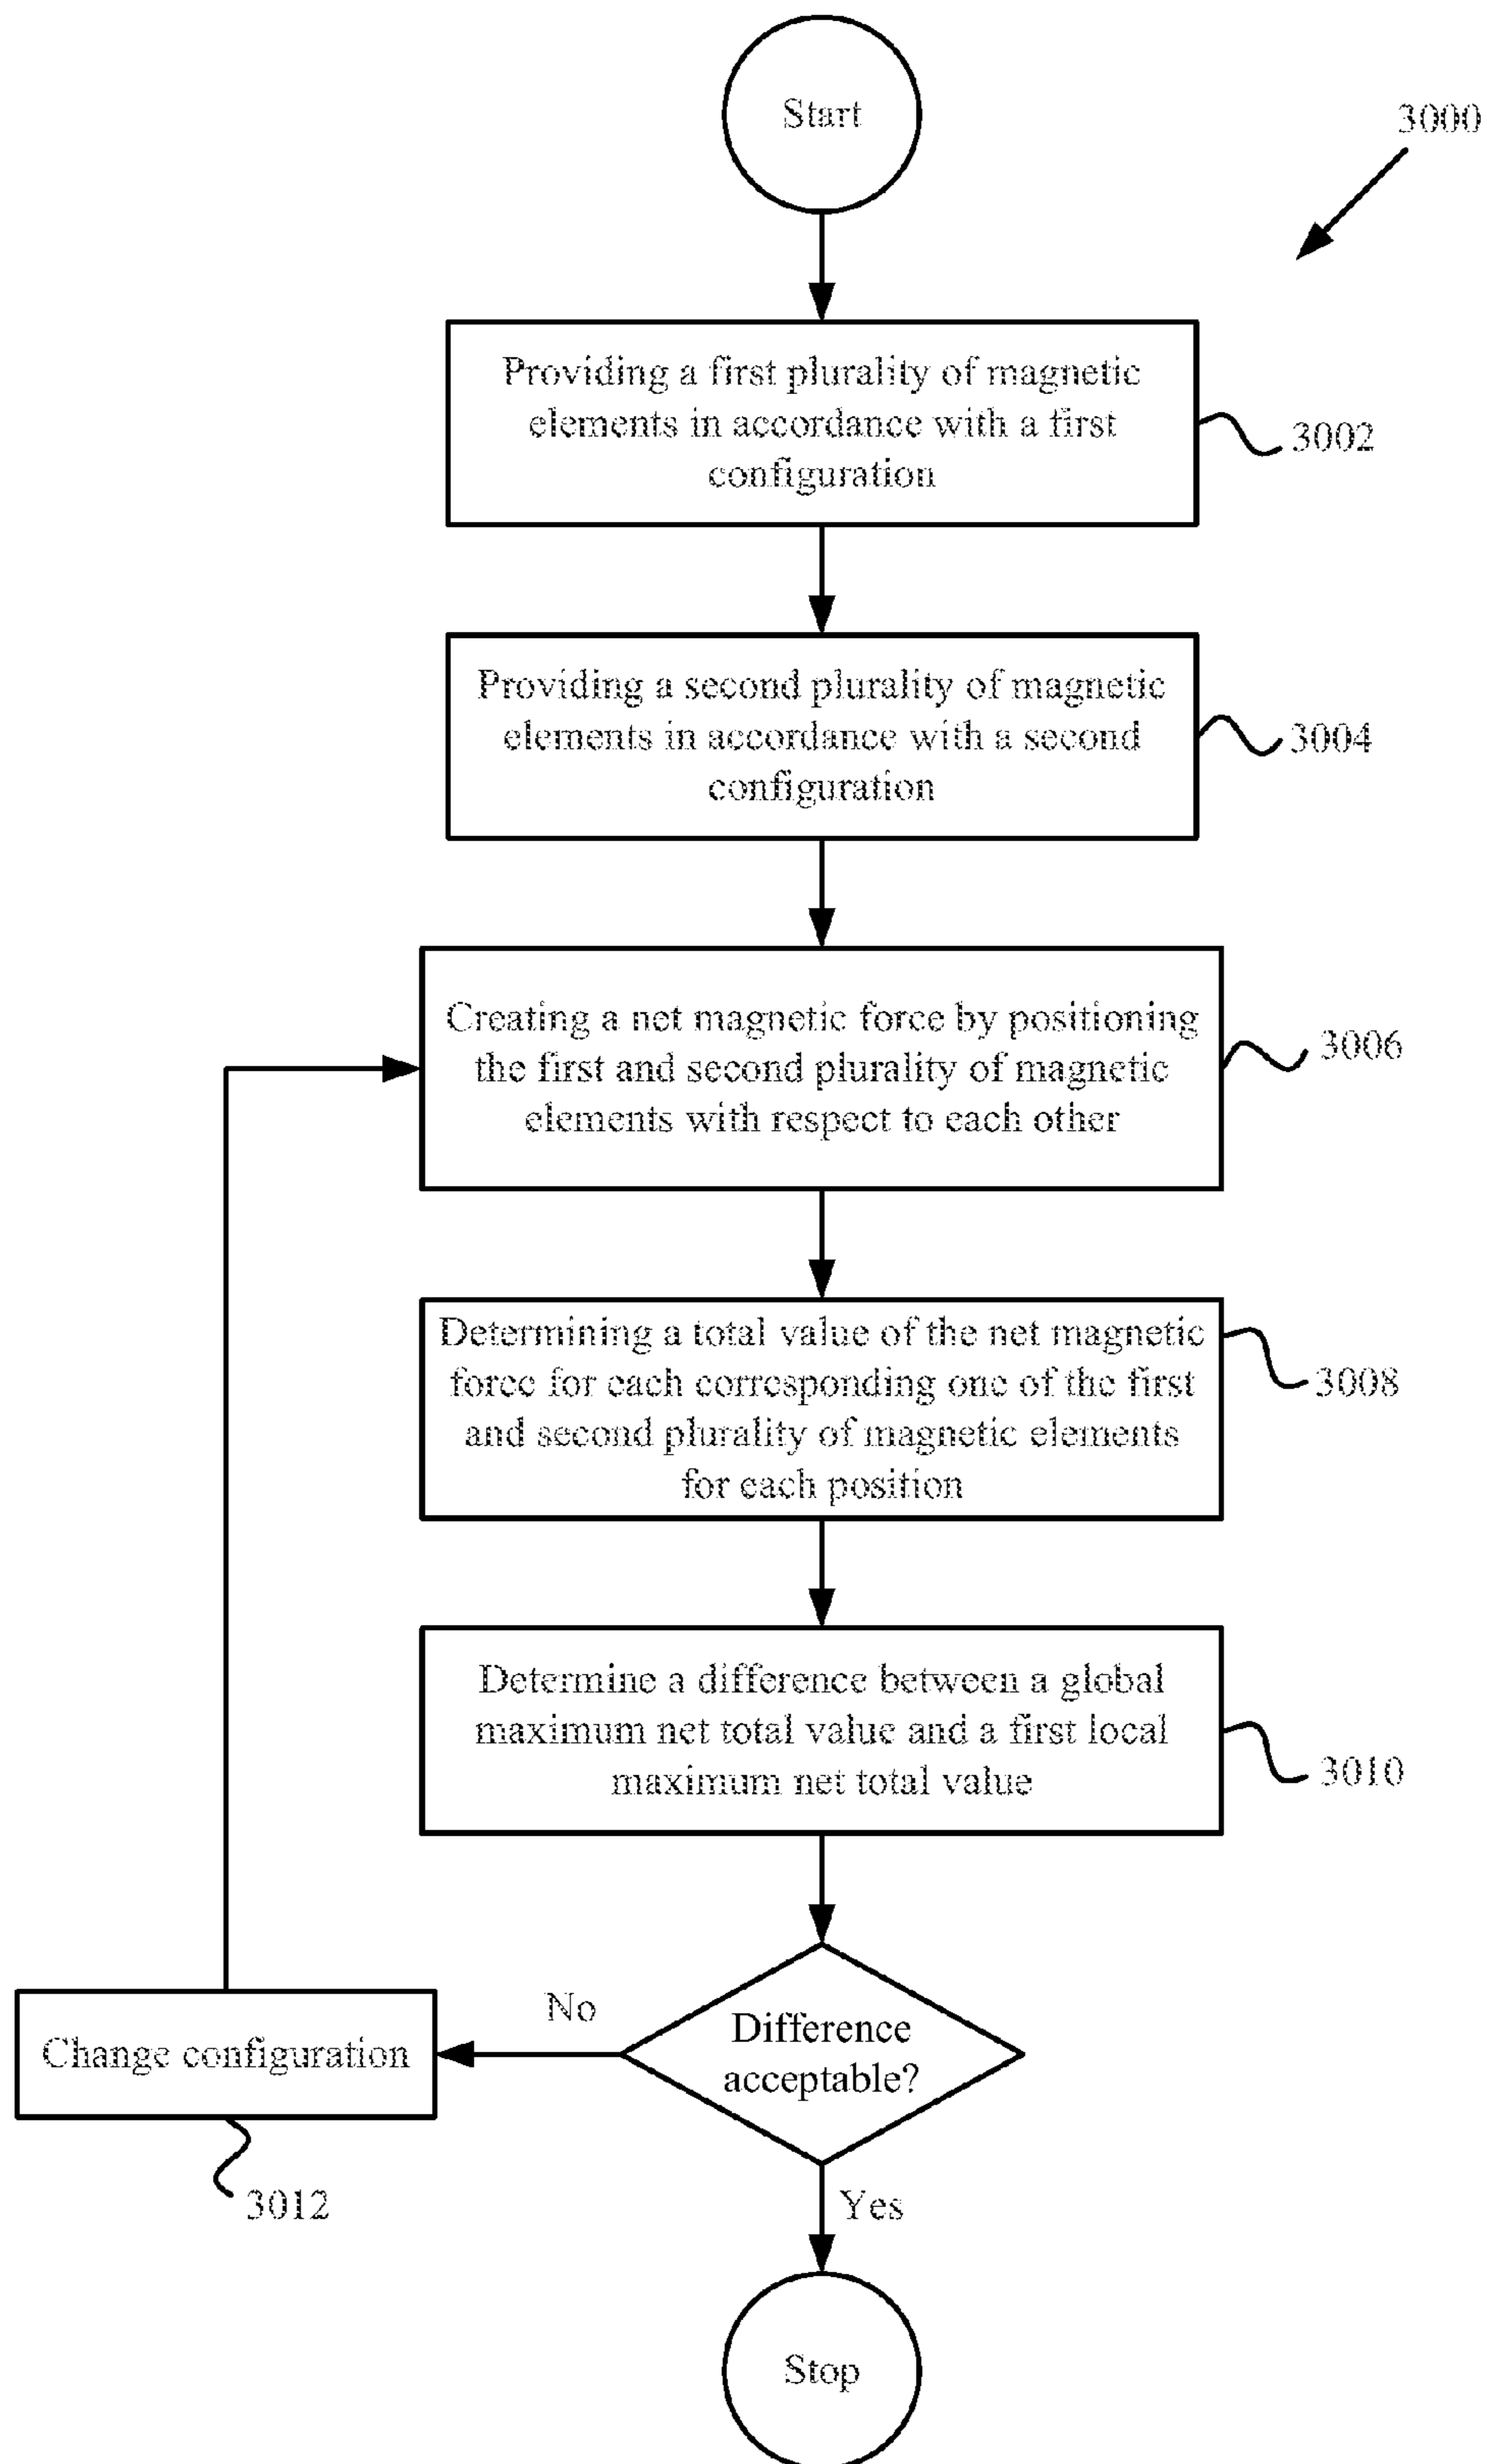 Start
3000
Providing a first plurality of magnetic
elements in accordance with a first
configuration
3002
Providing a second plurality of magnetic
elements in accordance with a second
configuration
3004
Creating a net magnetic force by positioning
the first and second plurality of magnetic
elements with respect to each other
3006
Determining a total value of the net magnetic
force for each corresponding one of the first
and second plurality of magnetic elements
for each position
3008
Determine a difference between a global
maximum net total value and a first local
maximum net total value
3010
Difference
acceptable?
No
Change configuration
3012
Yes
Stop